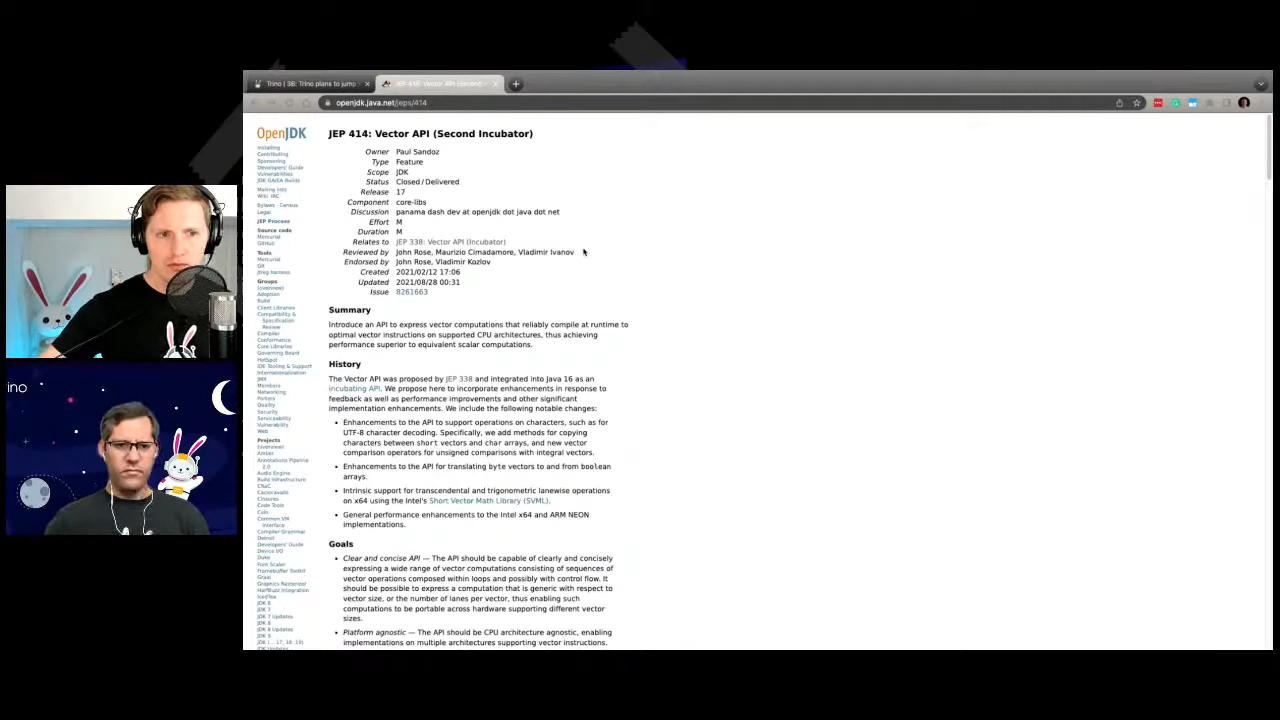 Trino | 36: Trino plans to jump
JEP 414: Vector API (Second
openjdk.java.net/jeps/414
OpenJDK
Installing
Contributing
Sponsoring
Developers' Guide
Vulnerabilities
JDK GA/EA Builds
Mailing lists
Wiki · IRC
Bylaws · Census
Legal
JEP Process
Source code
Mercurial
GitHub
Tools
Mercurial
Git
jtreg harness
Groups
(overview)
Adoption
Build
Client Libraries
Compatibility &
Specification
Review
Compiler
Conformance
Core Libraries
Governing Board
HotSpot
IDE Tooling & Support
Internationalization
JMX
Members
Networking
Porters
Quality
Security
Serviceability
Vulnerability
Web
Projects
(overview)
Amber
Annotations Pipeline
2.0
Audio Engine
Build Infrastructure
CRaC
Caciocavallo
Closures
Code Tools
Coin
Common VM
Interface
Compiler Grammar
Detroit
Developers' Guide
Device I/O
Duke
Font Scaler
Framebuffer Toolkit
Graal
Graphics Rasterizer
HarfBuzz Integration
IcedTea
JDK 6
JDK 7
JDK 7 Updates
JDK 8
JDK 8 Updates
JDK 9
JDK (… 17, 18, 19)
JDK Updates
JEP 414: Vector API (Second Incubator)
Owner Paul Sandoz
Type Feature
Scope JDK
Status Closed / Delivered
Release 17
Component core-libs
Discussion panama dash dev at openjdk dot java dot net
Effort M
Duration M
Relates to JEP 338: Vector API (Incubator)
Reviewed by John Rose, Maurizio Cimadamore, Vladimir Ivanov
Endorsed by John Rose, Vladimir Kozlov
Created 2021/02/12 17:06
Updated 2021/08/28 00:31
Issue 8261663
Summary
Introduce an API to express vector computations that reliably compile at runtime to
optimal vector instructions on supported CPU architectures, thus achieving
performance superior to equivalent scalar computations.
History
The Vector API was proposed by JEP 338 and integrated into Java 16 as an
incubating API. We propose here to incorporate enhancements in response to
feedback as well as performance improvements and other significant
implementation enhancements. We include the following notable changes:
• Enhancements to the API to support operations on characters, such as for
UTF-8 character decoding. Specifically, we add methods for copying
characters between short vectors and char arrays, and new vector
comparison operators for unsigned comparisons with integral vectors.
• Enhancements to the API for translating byte vectors to and from boolean
arrays.
• Intrinsic support for transcendental and trigonometric lanewise operations
on x64 using the Intel's Short Vector Math Library (SVML).
• General performance enhancements to the Intel x64 and ARM NEON
implementations.
Goals
• Clear and concise API — The API should be capable of clearly and concisely
expressing a wide range of vector computations consisting of sequences of
vector operations composed within loops and possibly with control flow. It
should be possible to express a computation that is generic with respect to
vector size, or the number of lanes per vector, thus enabling such
computations to be portable across hardware supporting different vector
sizes.
• Platform agnostic — The API should be CPU architecture agnostic, enabling
implementations on multiple architectures supporting vector instructions.
ino